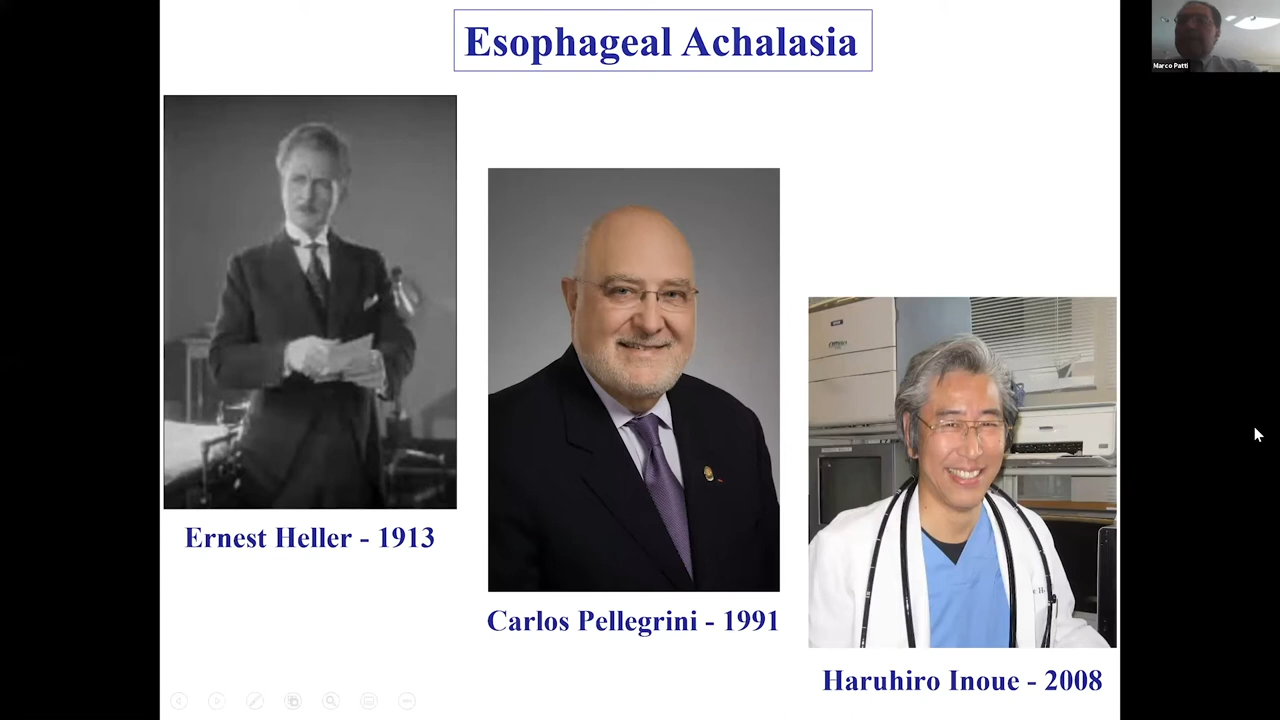 Esophageal Achalasia
Marco Patti
Ernest Heller - 1913
Carlos Pellegrini - 1991
Haruhiro Inoue - 2008